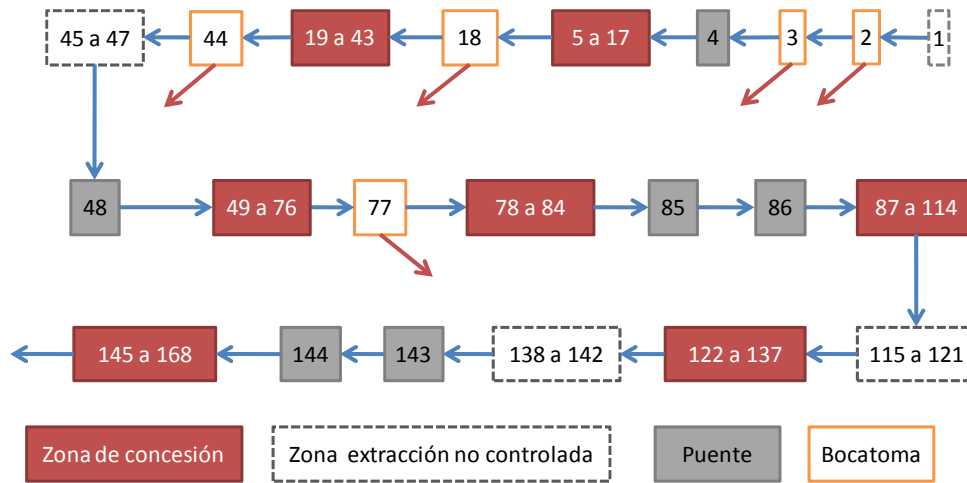 45 a 47
44
19 a 43
18
5 a 17
4
3
2
1
48
49 a 76
77
78 a 84
85
86
87 a 114
145 a 168
144
143
138 a 142
122 a 137
115 a 121
Zona de concesión
Zona extracción no controlada
Puente
Bocatoma